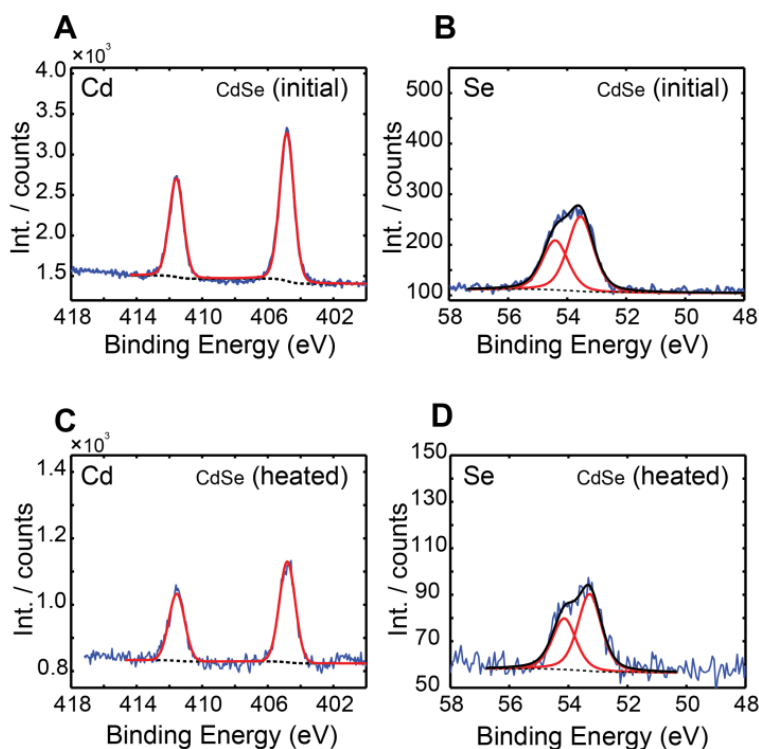 A
×10³
Cd
CdSe (initial)
4.0
3.5
3.0
2.5
2.0
1.5
Int. / counts
418
414
410
406
402
Binding Energy (eV)
B
Se
CdSe (initial)
500
400
300
200
100
Int. / counts
58
56
54
52
50
48
Binding Energy (eV)
C
×10³
Cd
CdSe (heated)
1.4
1.2
1.0
0.8
Int. / counts
418
414
410
406
402
Binding Energy (eV)
D
Se
CdSe (heated)
150
130
110
90
70
50
Int. / counts
58
56
54
52
50
48
Binding Energy (eV)